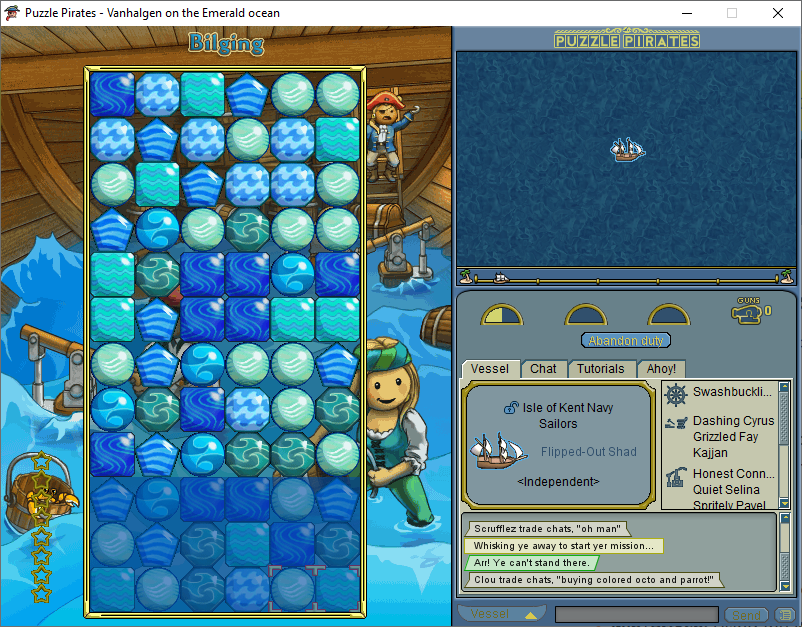 Puzzle Pirates - Vanhalgen on the Emerald ocean
Bilging
PUZZLE PIRATES
GUNS
0
Abandon duty
Vessel Chat Tutorials Ahoy!
Isle of Kent Navy
Sailors
Flipped-Out Shad
<Independent>
Swashbuckli...
Dashing Cyrus
Grizzled Fay
Kajjan
Honest Conn...
Quiet Selina
Spritely Pavel
Scrufflez trade chats, "oh man"
Whisking ye away to start yer mission...
Arr! Ye can't stand there.
Clou trade chats, "buying colored octo and parrot!"
Vessel
Send